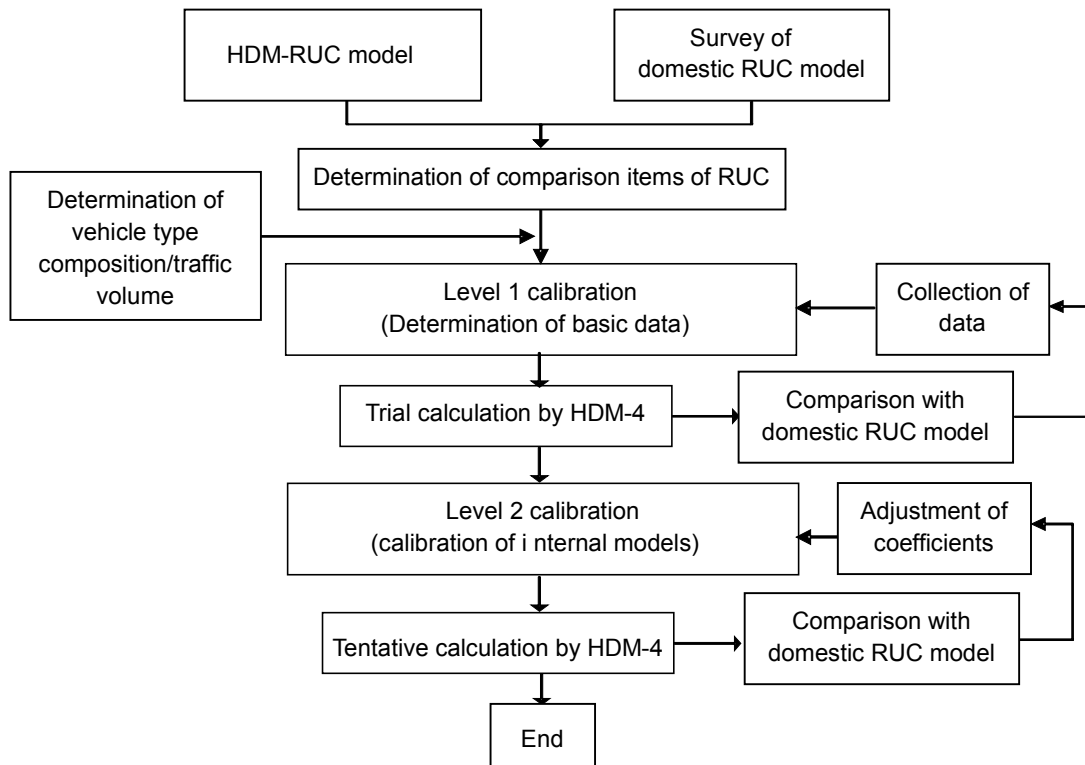 HDM-RUC model
Survey of
domestic RUC model
Determination of comparison items of RUC
Determination of
vehicle type
composition/traffic
volume
Level 1 calibration
(Determination of basic data)
Collection of
data
Trial calculation by HDM-4
Comparison with
domestic RUC model
Level 2 calibration
(calibration of i nternal models)
Adjustment of
coefficients
Tentative calculation by HDM-4
Comparison with
domestic RUC model
End